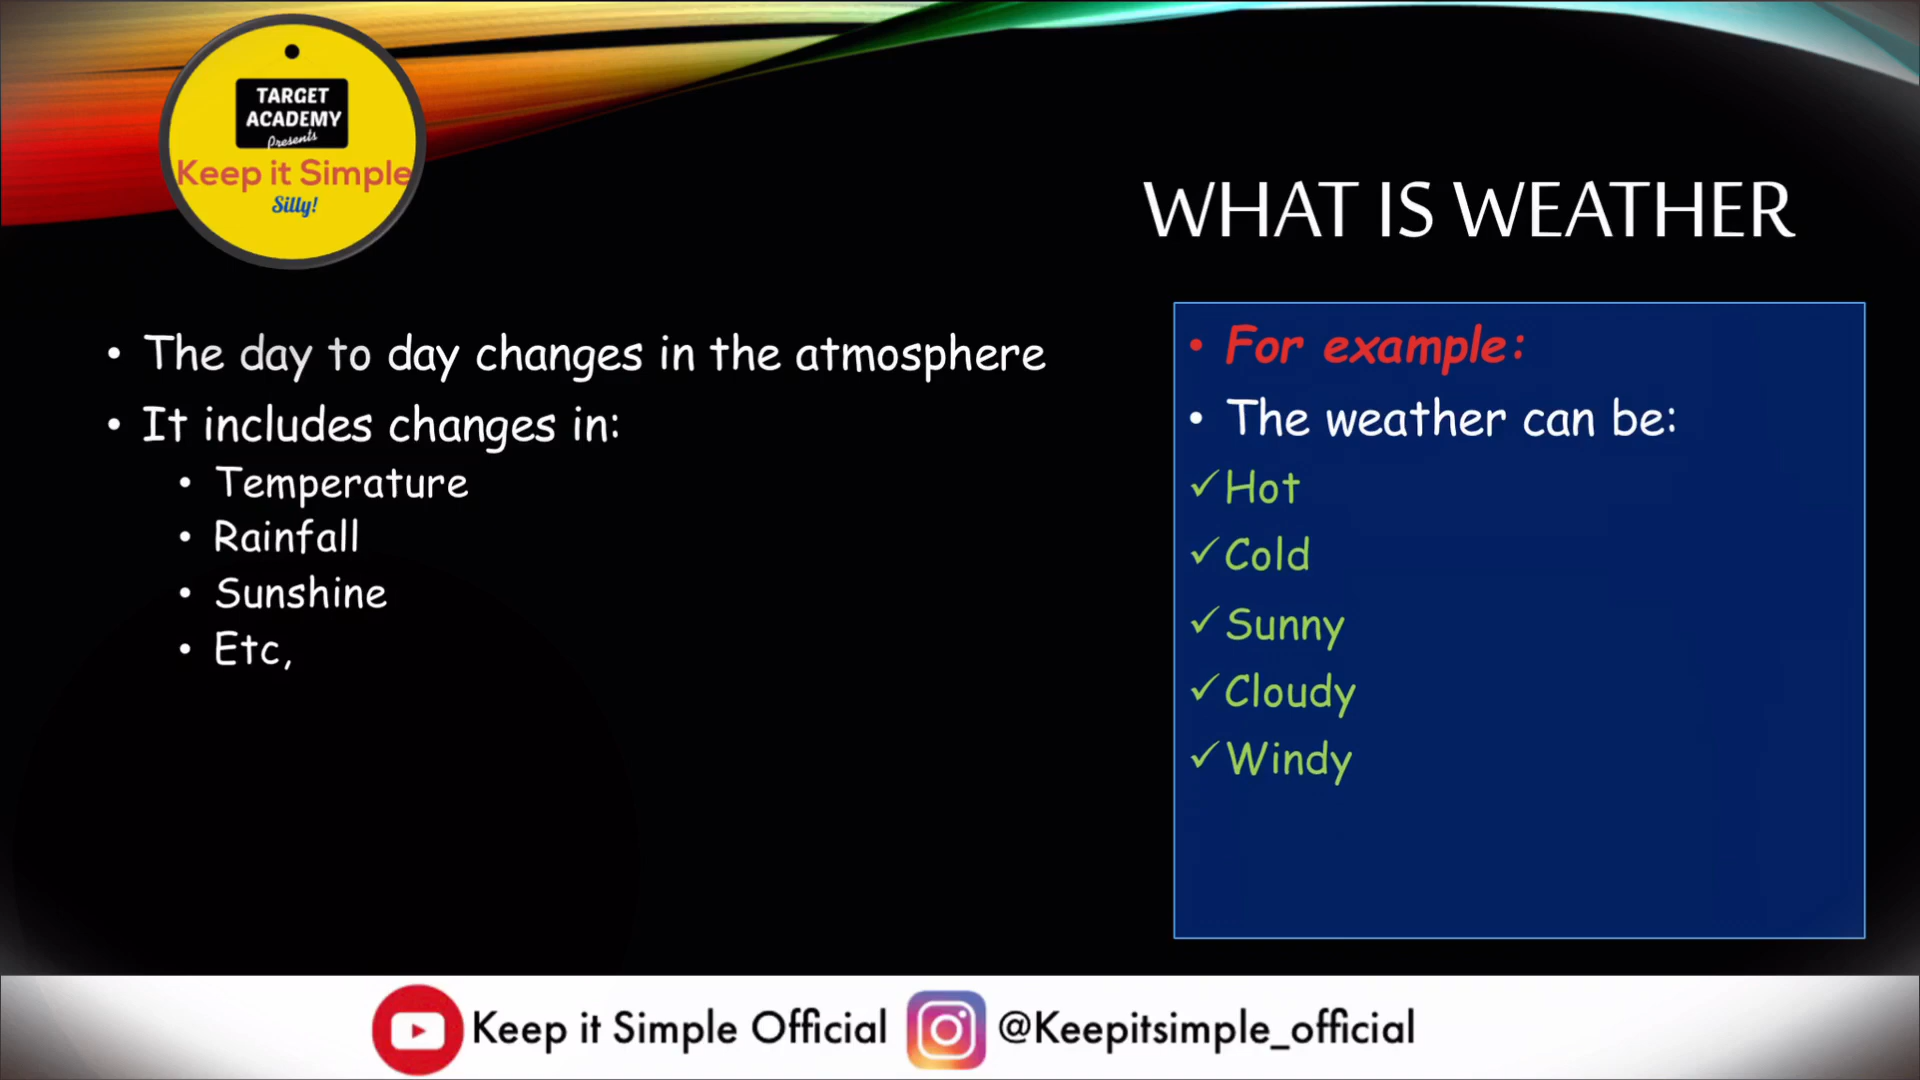 TARGET
ACADEMY
Presents
Keep it Simple
Silly!
WHAT IS WEATHER
• The day to day changes in the atmosphere
• It includes changes in:
• Temperature
• Rainfall
• Sunshine
• Etc,
• For example:
• The weather can be:
✓Hot
✓Cold
✓Sunny
✓Cloudy
✓Windy
Keep it Simple Official @Keepitsimple_official